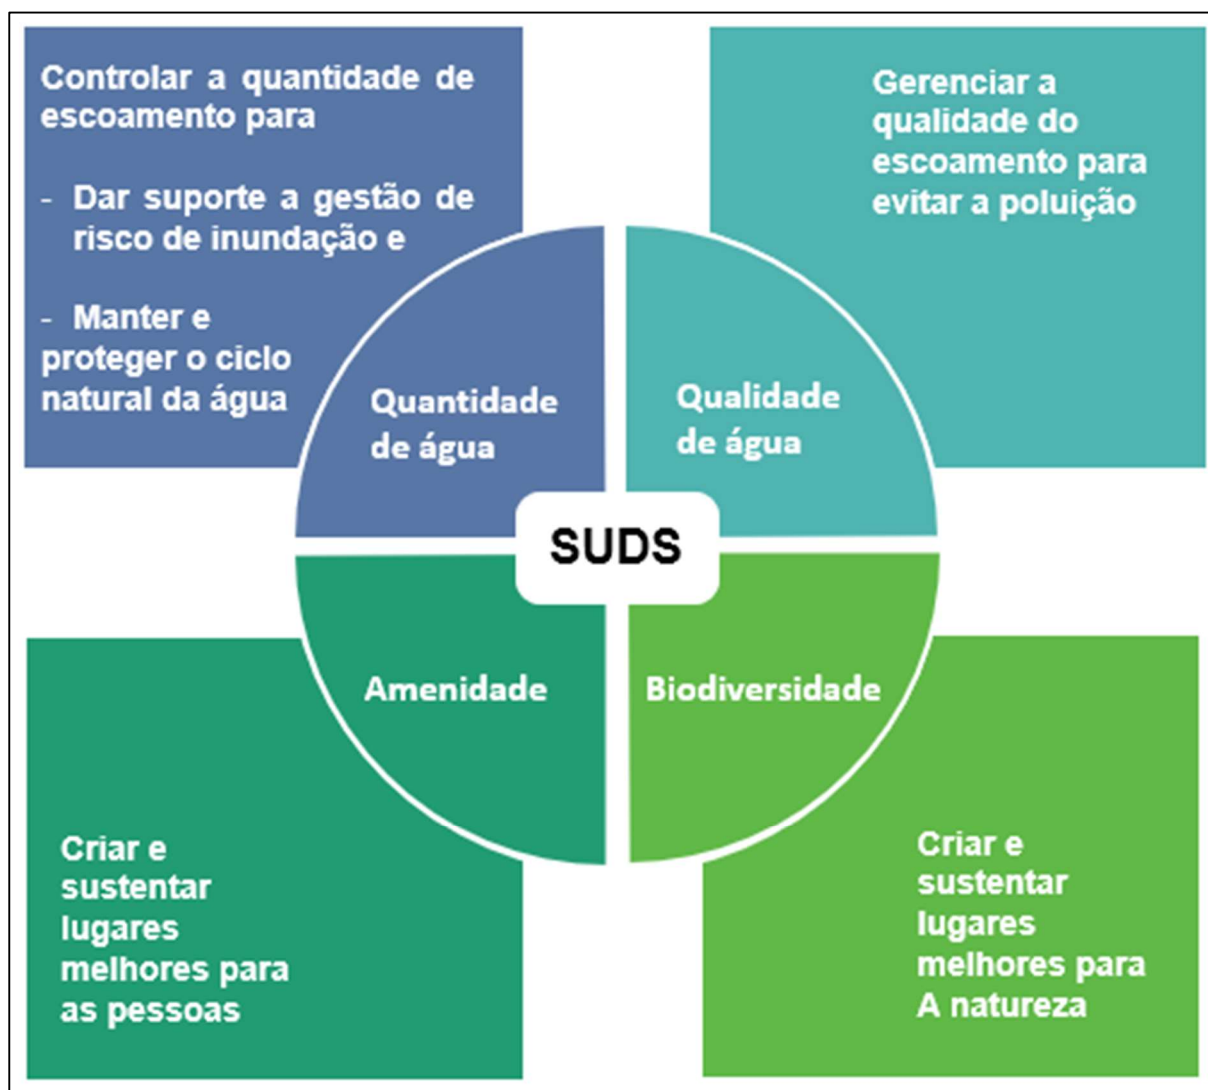 Controlar a quantidade de
escoamento para
- Dar suporte a gestão de
risco de inundação e
- Manter e
proteger o ciclo
natural da água
Gerenciar a
qualidade do
escoamento para
evitar a poluição
Quantidade
de água
Qualidade
de água
SUDS
Amenidade
Biodiversidade
Criar e
sustentar
lugares
melhores para
as pessoas
Criar e
sustentar
lugares
melhores para
A natureza